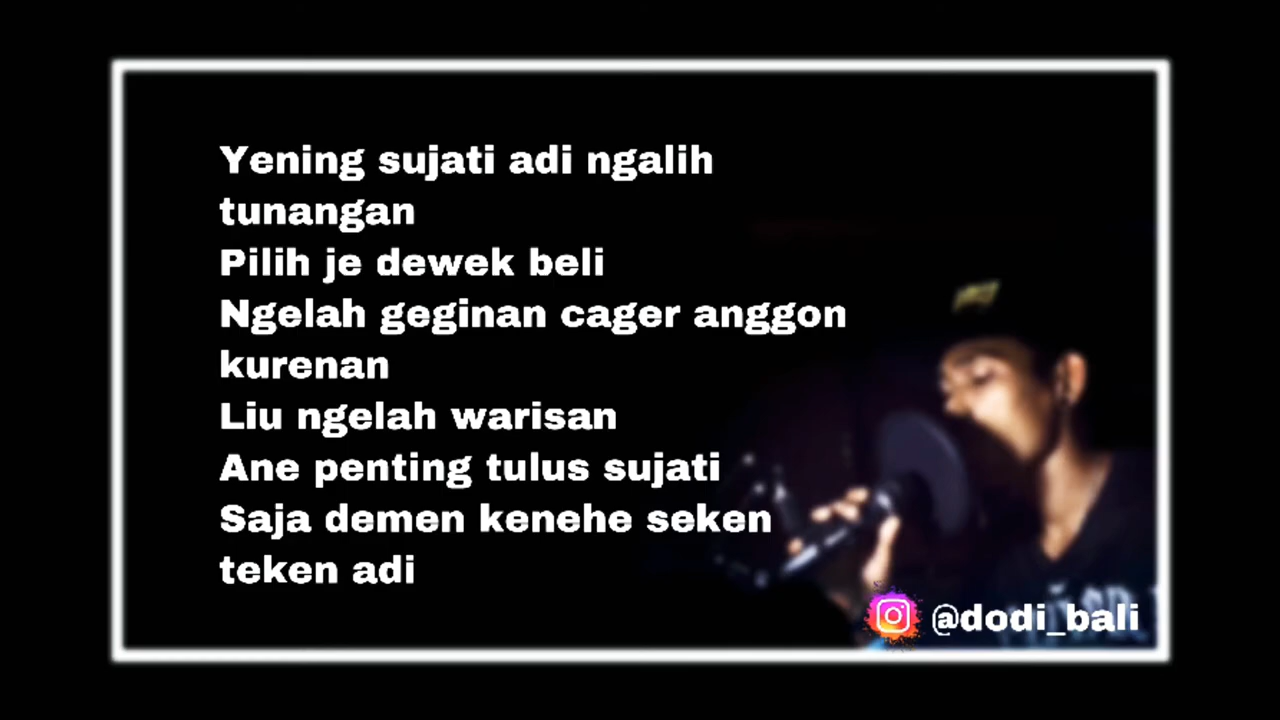 Yening sujati adi ngalih
tunangan
Pilih je dewek beli
Ngelah geginan cager anggon
kurenan
Liu ngelah warisan
Ane penting tulus sujati
Saja demen kenehe seken
teken adi
@dodi_bali